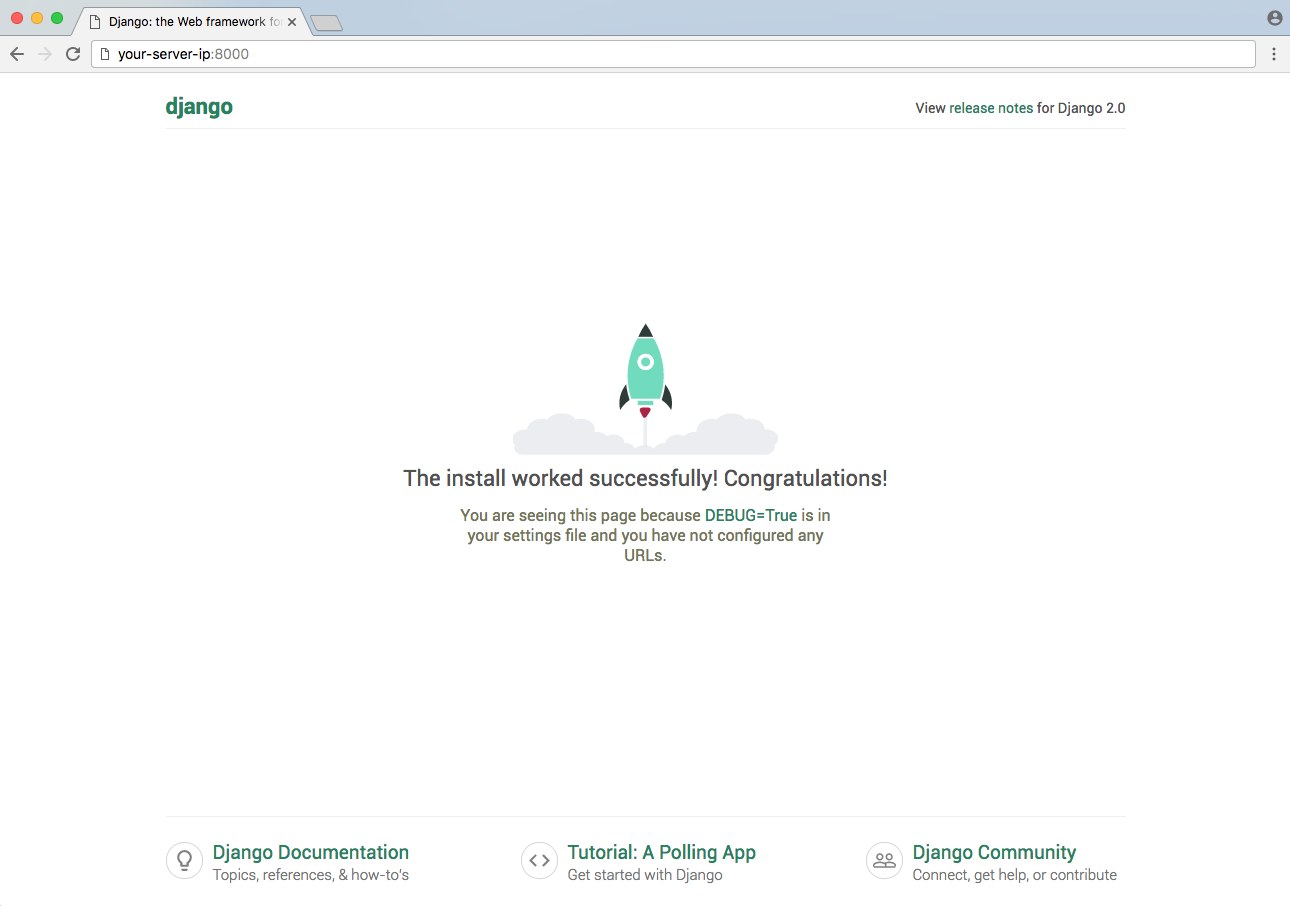 Django: the Web framework fo
your-server-ip:8000
django
View release notes for Django 2.0
The install worked successfully! Congratulations!
You are seeing this page because DEBUG=True is in
your settings file and you have not configured any
URLs.
Django Documentation
Topics, references, & how-to's
Tutorial: A Polling App
Get started with Django
Django Community
Connect, get help, or contribute